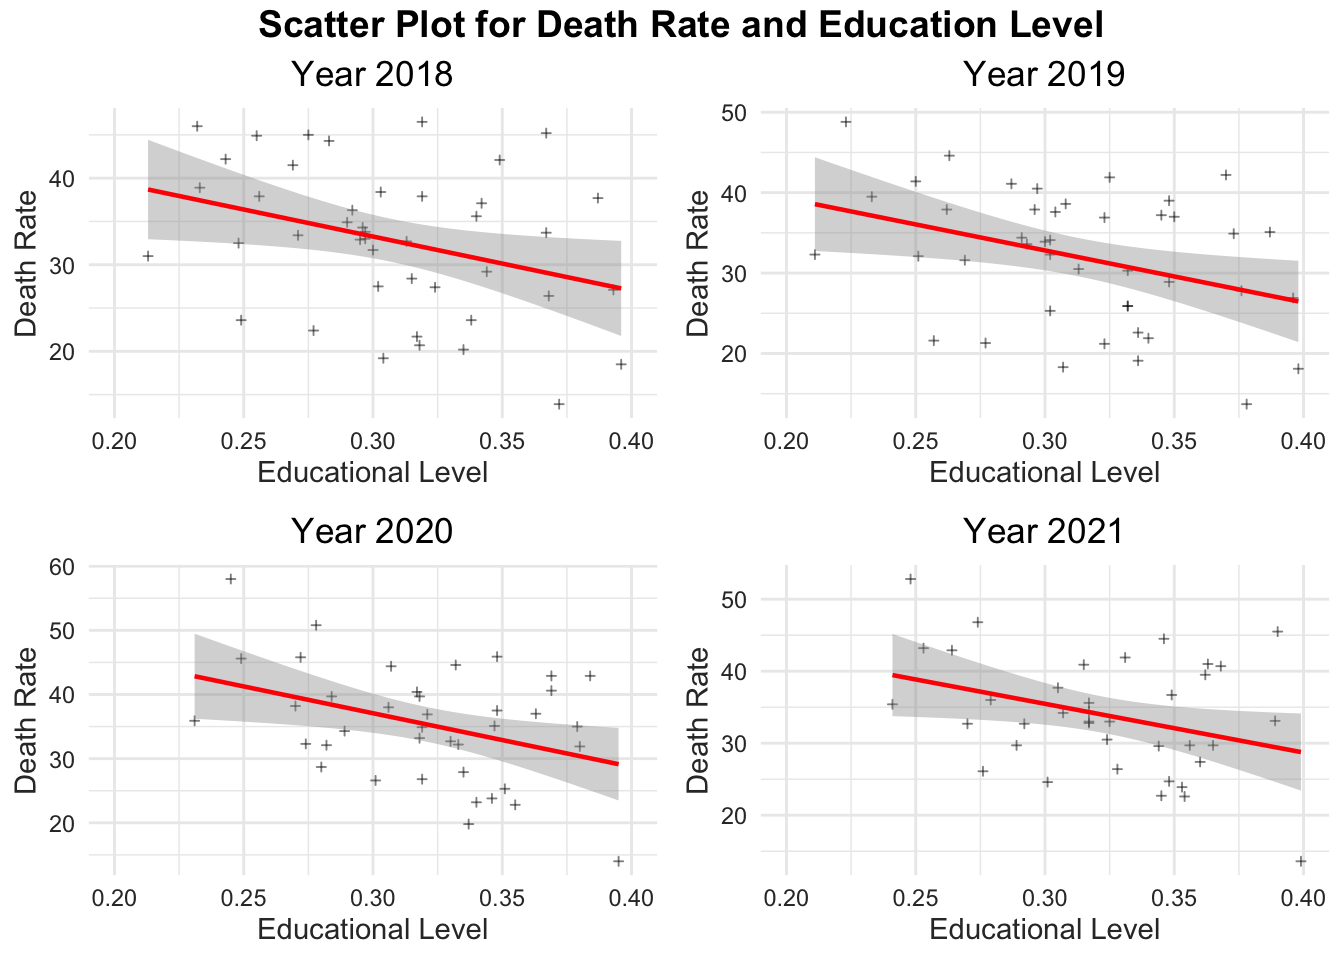 Scatter Plot for Death Rate and Education Level
Year 2018
Death Rate
40
30
20
0.20 0.25 0.30 0.35 0.40
Educational Level
Year 2019
Death Rate
50
40
30
20
0.20 0.25 0.30 0.35 0.40
Educational Level
Year 2020
Death Rate
60
50
40
30
20
0.20 0.25 0.30 0.35 0.40
Educational Level
Year 2021
Death Rate
50
40
30
20
0.20 0.25 0.30 0.35 0.40
Educational Level